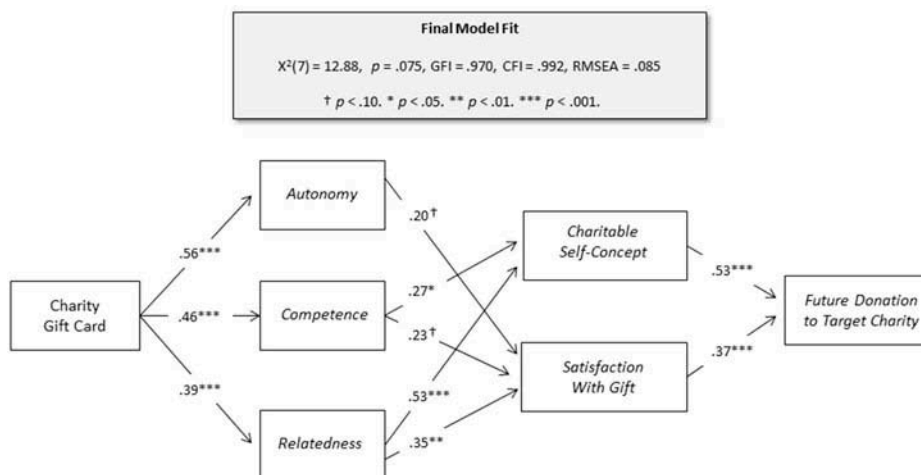 Final Model Fit
X²(7) = 12.88, p = .075, GFI = .970, CFI = .992, RMSEA = .085
† p < .10. * p < .05. ** p < .01. *** p < .001.
Autonomy
.20†
Charitable
Self-Concept
.56***
.53***
.27*
Charity
Gift Card
.46***
Competence
Future Donation
to Target Charity
.23†
.37***
Satisfaction
With Gift
.39***
.53***
Relatedness
.35**